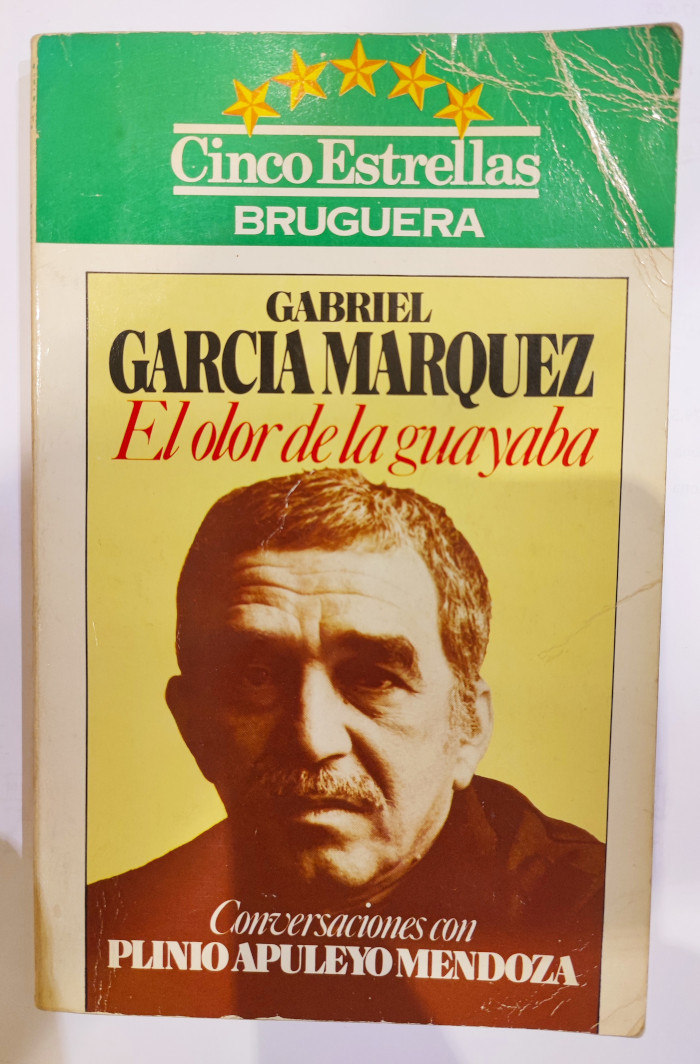 Cinco Estrellas
BRUGUERA
GABRIEL
GARCIA MARQUEZ
El olor de la guayaba
Conversaciones con
PLINIO APULEYO MENDOZA